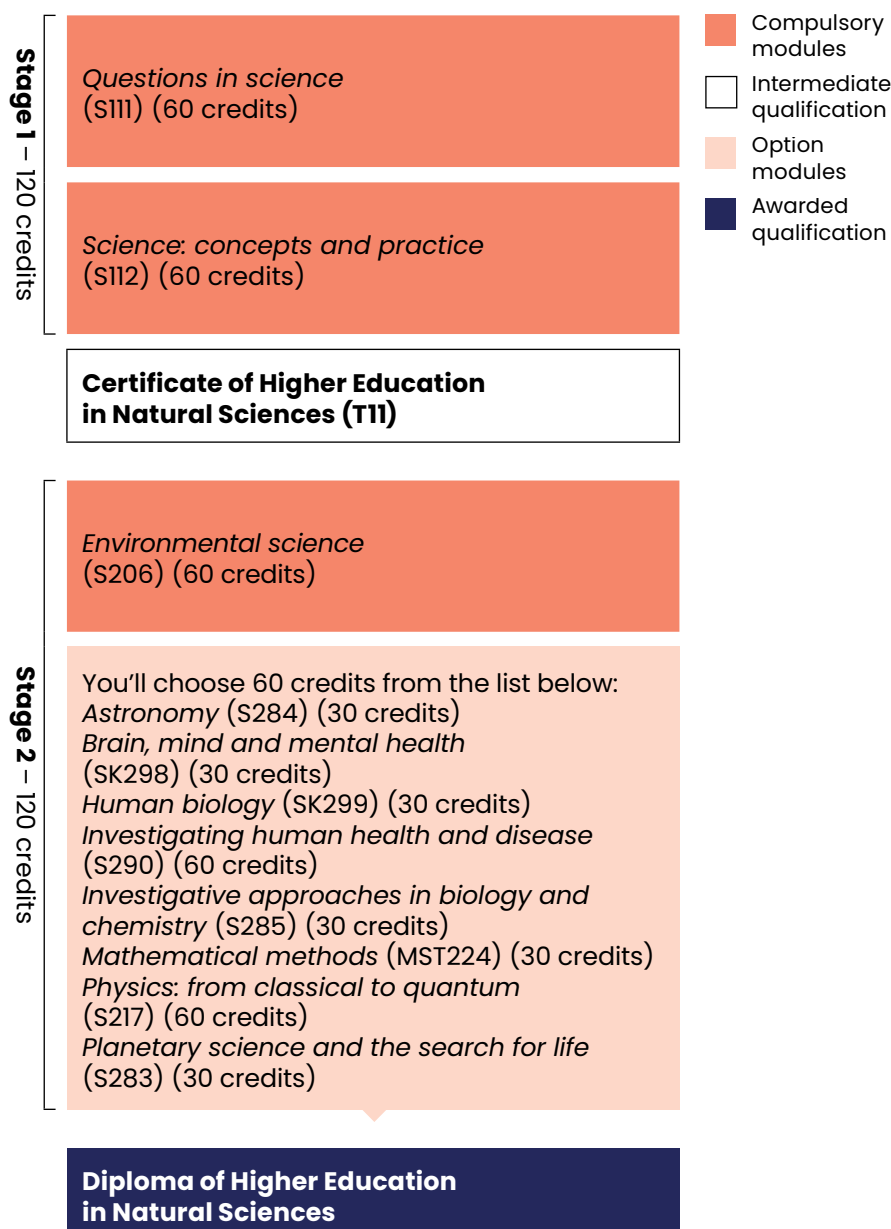 Stage 1 – 120 credits
Questions in science
(S111) (60 credits)
Science: concepts and practice
(S112) (60 credits)
Certificate of Higher Education
in Natural Sciences (T11)
Stage 2 – 120 credits
Environmental science
(S206) (60 credits)
You’ll choose 60 credits from the list below:
Astronomy (S284) (30 credits)
Brain, mind and mental health
(SK298) (30 credits)
Human biology (SK299) (30 credits)
Investigating human health and disease
(S290) (60 credits)
Investigative approaches in biology and
chemistry (S285) (30 credits)
Mathematical methods (MST224) (30 credits)
Physics: from classical to quantum
(S217) (60 credits)
Planetary science and the search for life
(S283) (30 credits)
Diploma of Higher Education
in Natural Sciences
Compulsory
modules
Intermediate
qualification
Option
modules
Awarded
qualification